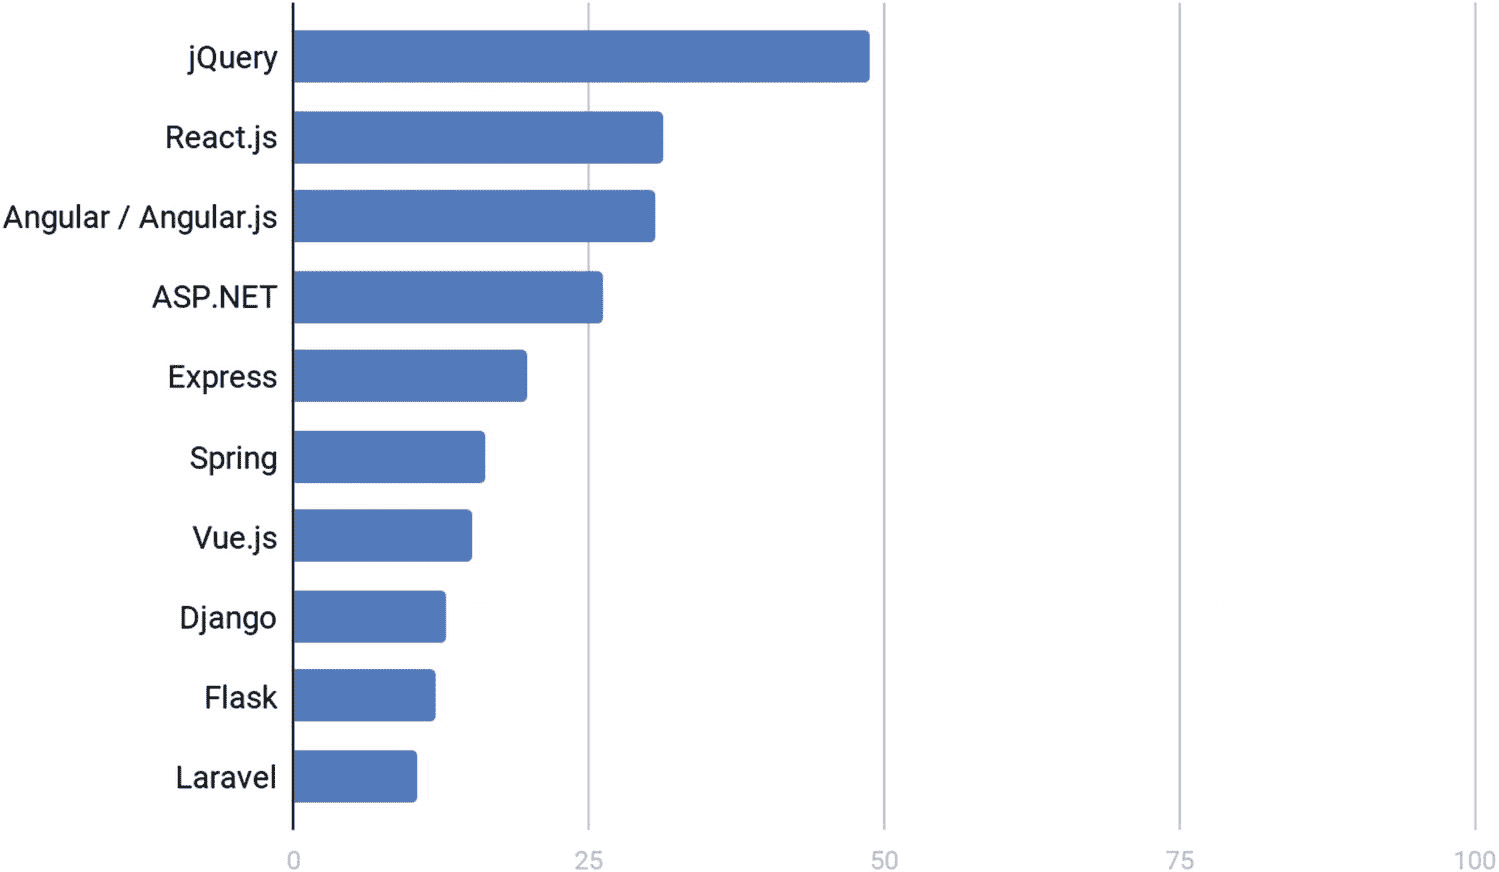 jQuery
React.js
Angular / Angular.js
ASP.NET
Express
Spring
Vue.js
Django
Flask
Laravel
0 25 50 75 100